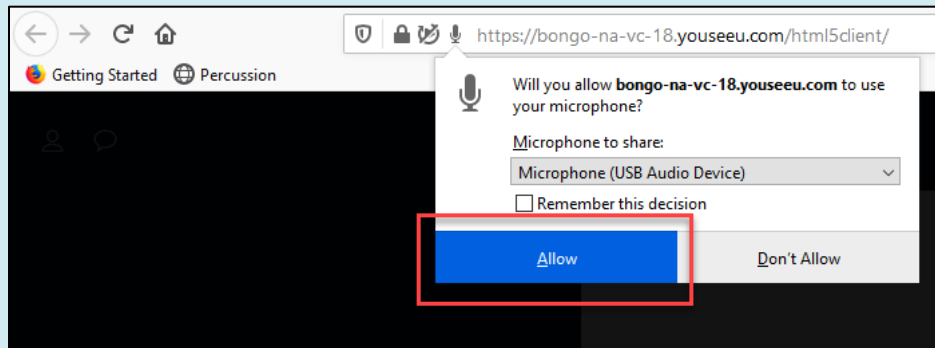 https://bongo-na-vc-18.youseeu.com/html5client/
Getting Started Percussion
Will you allow bongo-na-vc-18.youseeu.com to use
your microphone?
Microphone to share:
Microphone (USB Audio Device)
Remember this decision
Allow Don't Allow